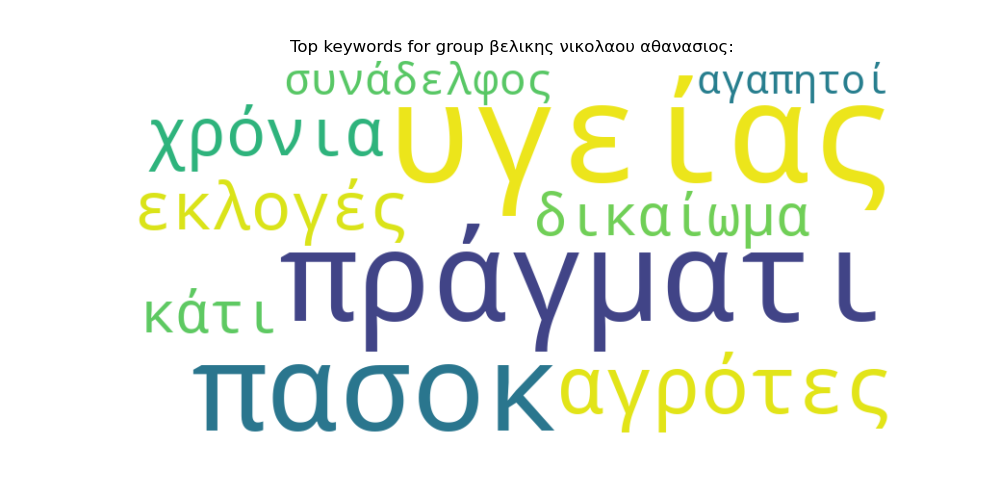 Top keywords for group βελικης νικολαου αθανασιος:
συνάδελφος
αγαπητοί
χρόνια
υγείας
εκλογές
δικαίωμα
πράγματι
κάτι
πασοκ
αγρότες